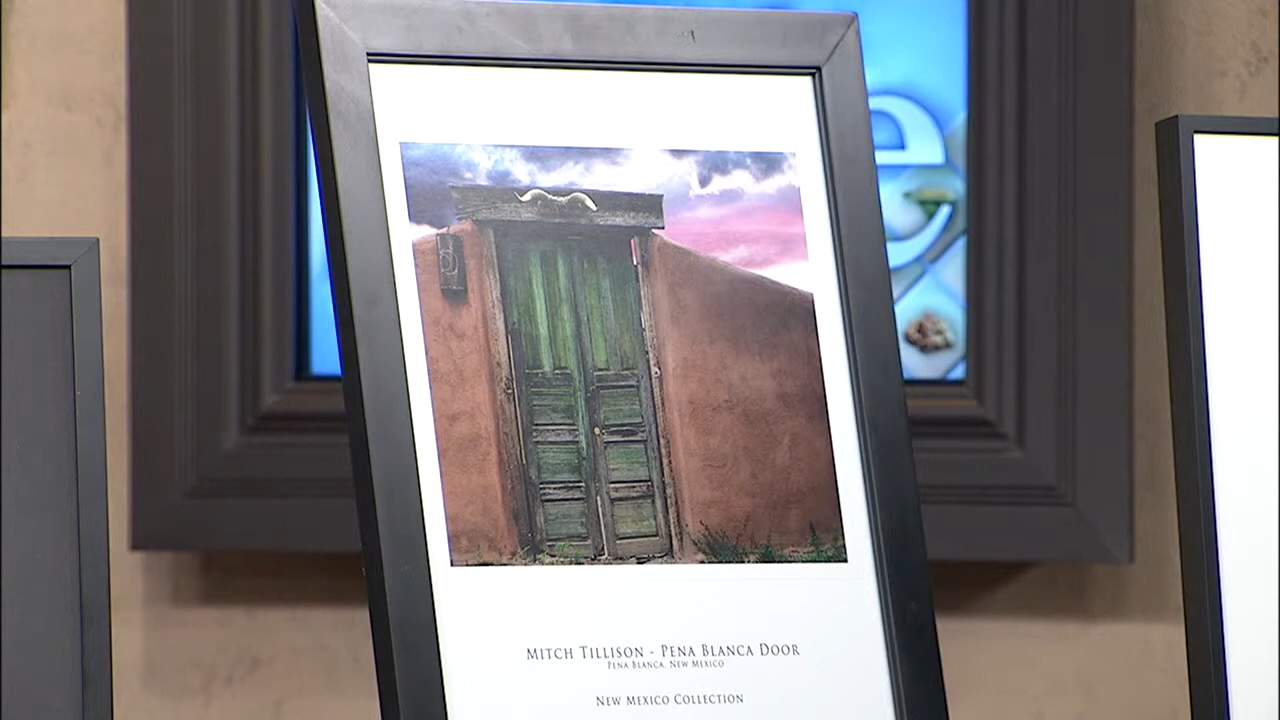 e
MITCH TILLISON - PENA BLANCA DOOR
PENA BLANCA, NEW MEXICO
NEW MEXICO COLLECTION